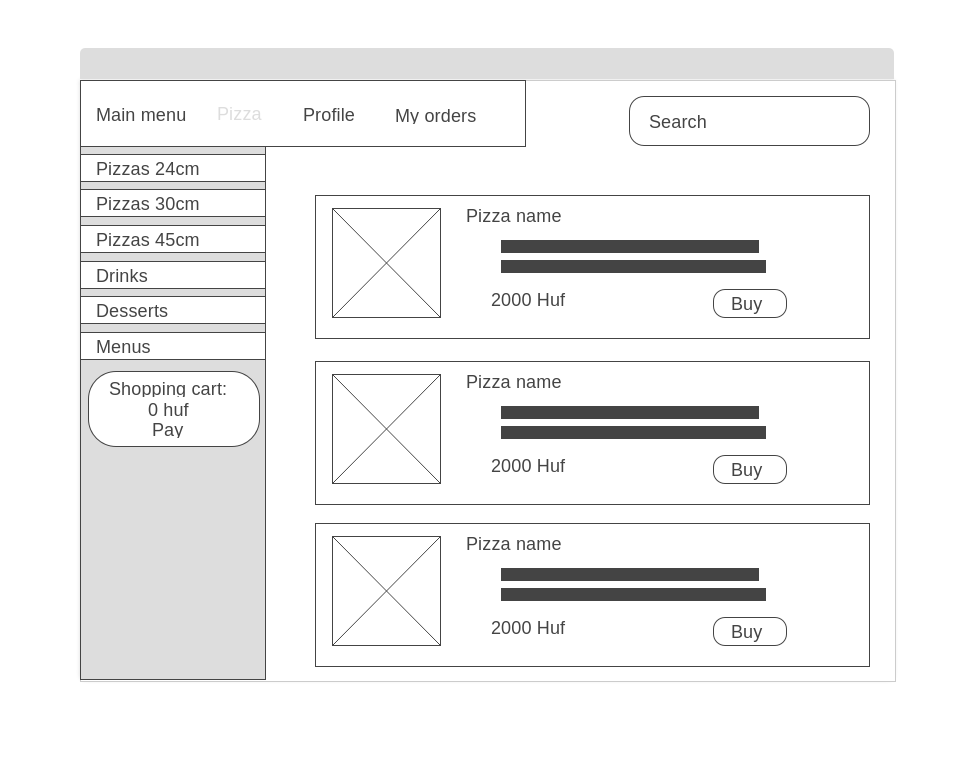 Main menu Pizza Profile My orders
Search
Pizzas 24cm
Pizzas 30cm
Pizzas 45cm
Drinks
Desserts
Menus
Shopping cart:
0 huf
Pay
Pizza name
2000 Huf Buy
Pizza name
2000 Huf Buy
Pizza name
2000 Huf Buy